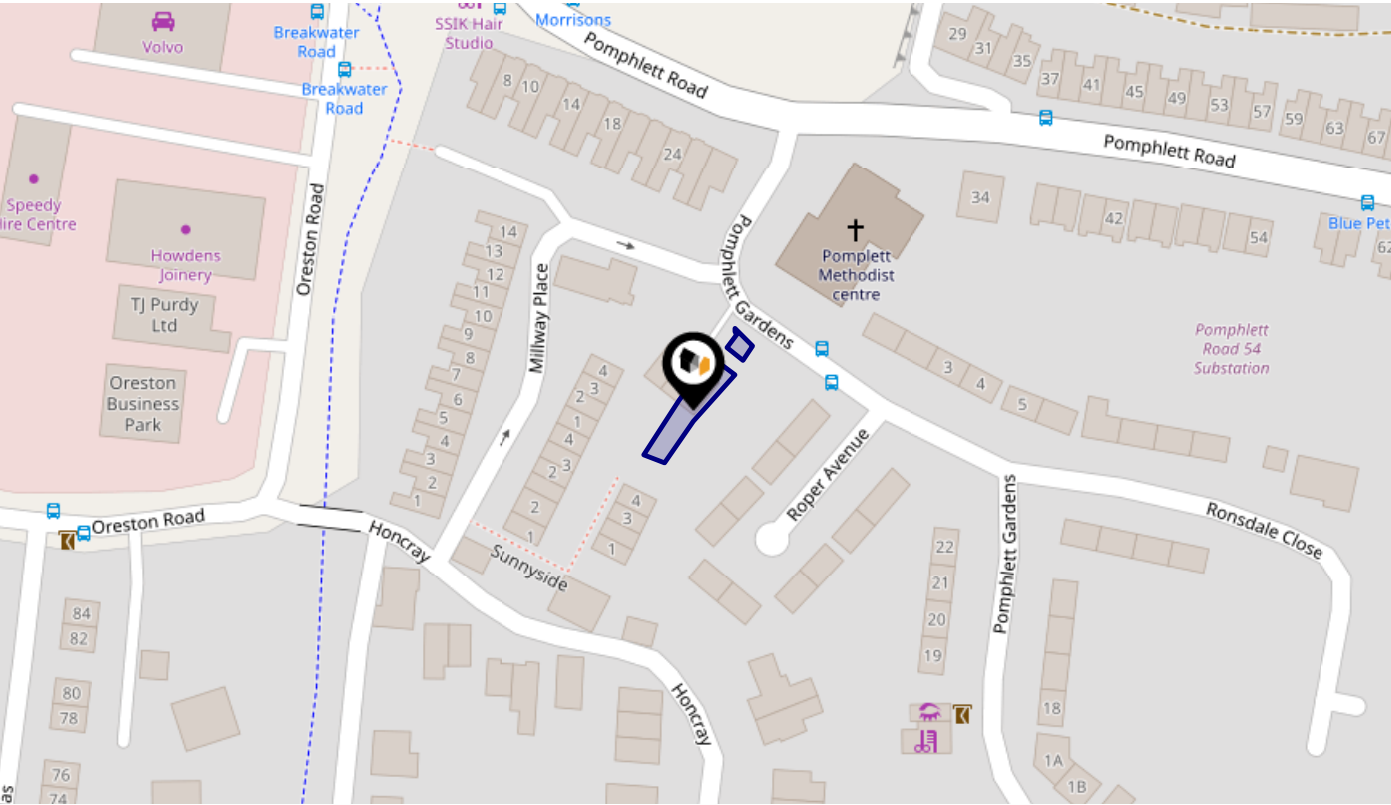 Volvo
Breakwater
Road
Breakwater
Road
SSIK Hair
Studio
Morrisons
Pomphlett Road
29
31
35
37
41
45
49
53
57
59
63
67
8
10
14
18
24
Pomphlett Road
Speedy
Hire Centre
Howdens
Joinery
TJ Purdy
Ltd
Oreston
Business
Park
Oreston Road
14
13
12
11
10
9
8
7
6
5
4
3
2
1
Millway Place
Pomphlett Gardens
Pomplett
Methodist
centre
34
42
54
62
Blue Pet
Pomphlett
Road 54
Substation
4
3
2
1
4
3
2
2
1
3
4
5
4
3
1
Roper Avenue
Oreston Road
Honcray
Sunnyside
Ronsdale Close
Pomphlett Gardens
22
21
20
19
84
82
80
78
76
74
Honcray
18
1A
1B
as